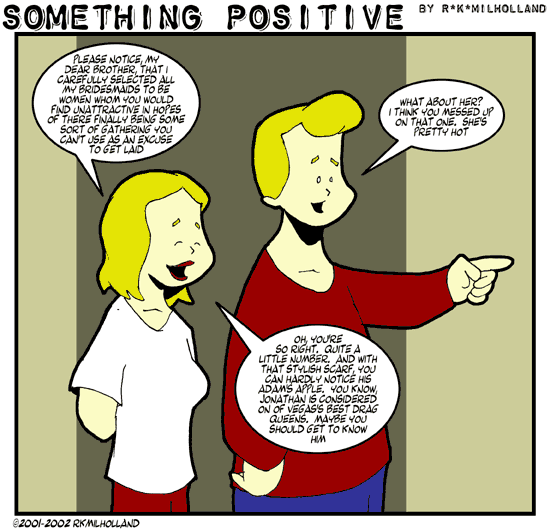 SOMETHING POSITIVE BY R*K*MILHOLLAND
PLEASE NOTICE, MY
DEAR BROTHER, THAT I
CAREFULLY SELECTED ALL
MY BRIDESMAIDS TO BE
WOMEN WHOM YOU WOULD
FIND UNATTRACTIVE IN HOPES
OF THERE FINALLY BEING SOME
SORT OF GATHERING YOU
CAN'T USE AS AN EXCUSE
TO GET LAID
WHAT ABOUT HER?
I THINK YOU MESSED UP
ON THAT ONE. SHE'S
PRETTY HOT
OH, YOU'RE
SO RIGHT. QUITE A
LITTLE NUMBER. AND WITH
THAT STYLISH SCARF, YOU
CAN HARDLY NOTICE HIS
ADAM'S APPLE. YOU KNOW,
JONATHAN IS CONSIDERED
ON OF VEGAS'S BEST DRAG
QUEENS. MAYBE YOU
SHOULD GET TO KNOW
HIM
©2001-2002 RKMILHOLLAND